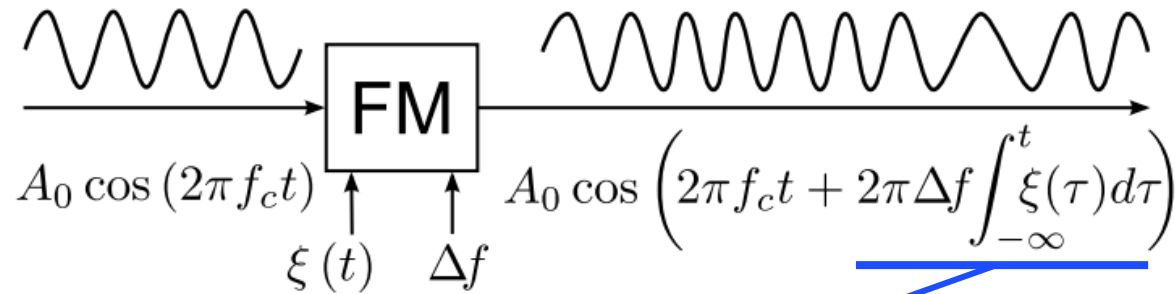 FM
A₀ cos (2πf_c t)
A₀ cos (2πf_c t + 2πΔf ∫_{−∞}^{t} ξ(τ)dτ)
ξ (t)
Δf